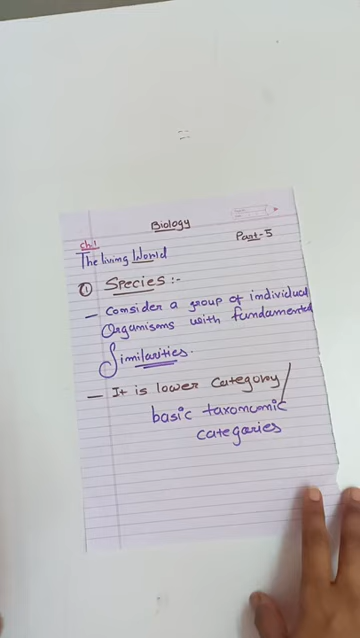 Biology
Part-5
ch.1
The living World
① Species :-
— Consider a group of individual
Organisms with fundamental
Similarities.
— It is lower Category/
basic taxonomic
categories